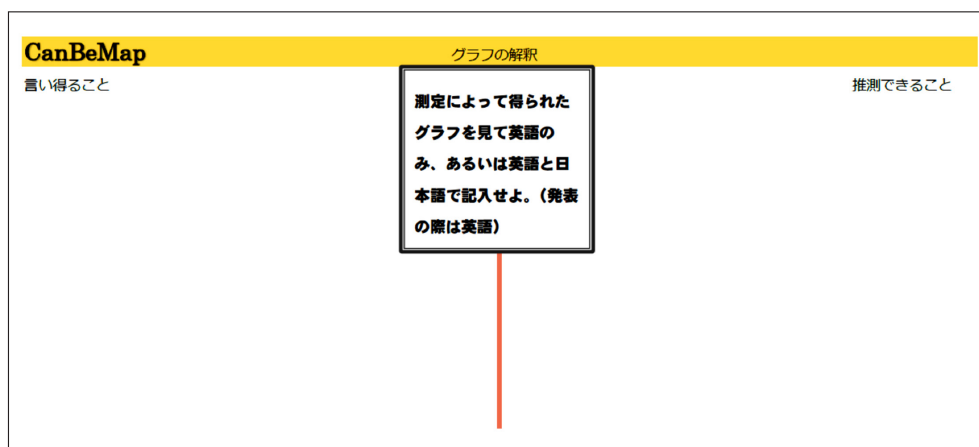 CanBeMap
グラフの解釈
言い得ること
推測できること
測定によって得られた
グラフを見て英語の
み、あるいは英語と日
本語で記入せよ。（発表
の際は英語）